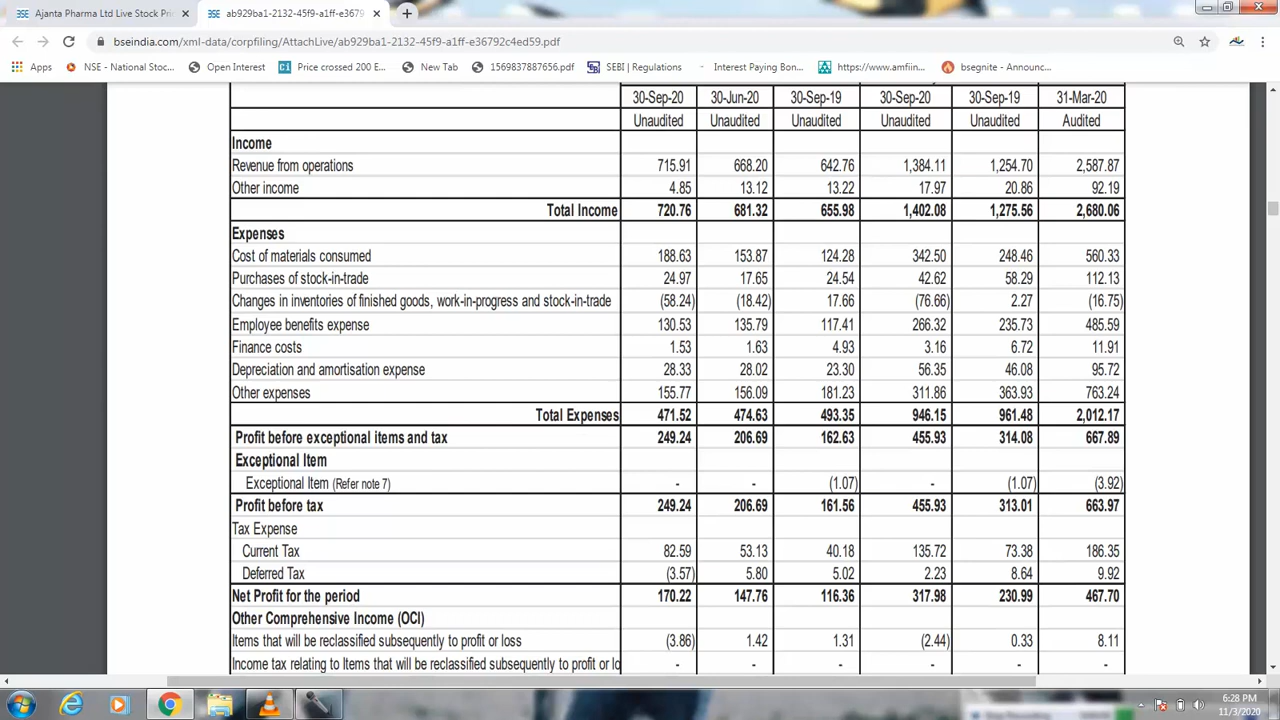 Ajanta Pharma Ltd Live Stock Pri
ab929ba1-2132-45f9-a1ff-e3679
bseindia.com/xml-data/corpfiling/AttachLive/ab929ba1-2132-45f9-a1ff-e36792c4ed59.pdf
Apps NSE - National Stoc... Open Interest Price crossed 200 E... New Tab 1569837887656.pdf SEBI | Regulations Interest Paying Bon... https://www.amfiin... bsegnite - Announc...
30-Sep-20 30-Jun-20 30-Sep-19 30-Sep-20 30-Sep-19 31-Mar-20
Unaudited Unaudited Unaudited Unaudited Unaudited Audited
Income
Revenue from operations 715.91 668.20 642.76 1,384.11 1,254.70 2,587.87
Other income 4.85 13.12 13.22 17.97 20.86 92.19
Total Income 720.76 681.32 655.98 1,402.08 1,275.56 2,680.06
Expenses
Cost of materials consumed 188.63 153.87 124.28 342.50 248.46 560.33
Purchases of stock-in-trade 24.97 17.65 24.54 42.62 58.29 112.13
Changes in inventories of finished goods, work-in-progress and stock-in-trade (58.24) (18.42) 17.66 (76.66) 2.27 (16.75)
Employee benefits expense 130.53 135.79 117.41 266.32 235.73 485.59
Finance costs 1.53 1.63 4.93 3.16 6.72 11.91
Depreciation and amortisation expense 28.33 28.02 23.30 56.35 46.08 95.72
Other expenses 155.77 156.09 181.23 311.86 363.93 763.24
Total Expenses 471.52 474.63 493.35 946.15 961.48 2,012.17
Profit before exceptional items and tax 249.24 206.69 162.63 455.93 314.08 667.89
Exceptional Item
Exceptional Item (Refer note 7) - - (1.07) - (1.07) (3.92)
Profit before tax 249.24 206.69 161.56 455.93 313.01 663.97
Tax Expense
Current Tax 82.59 53.13 40.18 135.72 73.38 186.35
Deferred Tax (3.57) 5.80 5.02 2.23 8.64 9.92
Net Profit for the period 170.22 147.76 116.36 317.98 230.99 467.70
Other Comprehensive Income (OCI)
Items that will be reclassified subsequently to profit or loss (3.86) 1.42 1.31 (2.44) 0.33 8.11
Income tax relating to Items that will be reclassified subsequently to profit or lo - - - - - -
6:28 PM
11/3/2020